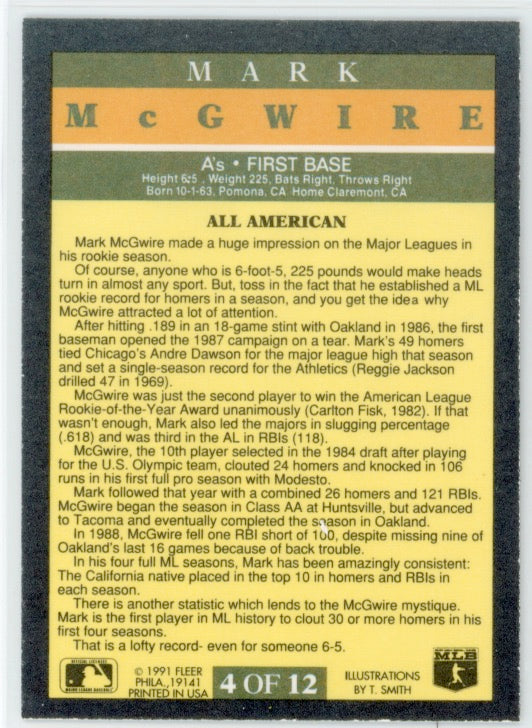 MARK
McGWIRE
A's • FIRST BASE
Height 6:5 . Weight 225, Bats Right, Throws Right
Born 10-1-63, Pomona, CA Home Claremont, CA
ALL AMERICAN
Mark McGwire made a huge impression on the Major Leagues in
his rookie season.
Of course, anyone who is 6-foot-5, 225 pounds would make heads
turn in almost any sport. But, toss in the fact that he established a ML
rookie record for homers in a season, and you get the idea why
McGwire attracted a lot of attention.
After hitting .189 in an 18-game stint with Oakland in 1986, the first
baseman opened the 1987 campaign on a tear. Mark's 49 homers
tied Chicago's Andre Dawson for the major league high that season
and set a single-season record for the Athletics (Reggie Jackson
drilled 47 in 1969).
McGwire was just the second player to win the American League
Rookie-of-the-Year Award unanimously (Carlton Fisk, 1982). If that
wasn't enough, Mark also led the majors in slugging percentage
(.618) and was third in the AL in RBIs (118).
McGwire, the 10th player selected in the 1984 draft after playing
for the U.S. Olympic team, clouted 24 homers and knocked in 106
runs in his first full pro season with Modesto.
Mark followed that year with a combined 26 homers and 121 RBIs.
McGwire began the season in Class AA at Huntsville, but advanced
to Tacoma and eventually completed the season in Oakland.
In 1988, McGwire fell one RBI short of 100, despite missing nine of
Oakland's last 16 games because of back trouble.
In his four full ML seasons, Mark has been amazingly consistent:
The California native placed in the top 10 in homers and RBIs in
each season.
There is another statistic which lends to the McGwire mystique.
Mark is the first player in ML history to clout 30 or more homers in his
first four seasons.
That is a lofty record- even for someone 6-5.
OFFICIAL LICENSEE
MAJOR LEAGUE BASEBALL
© 1991 FLEER
PHILA.,19141
PRINTED IN USA
4 OF 12
ILLUSTRATIONS
BY T. SMITH
MLB